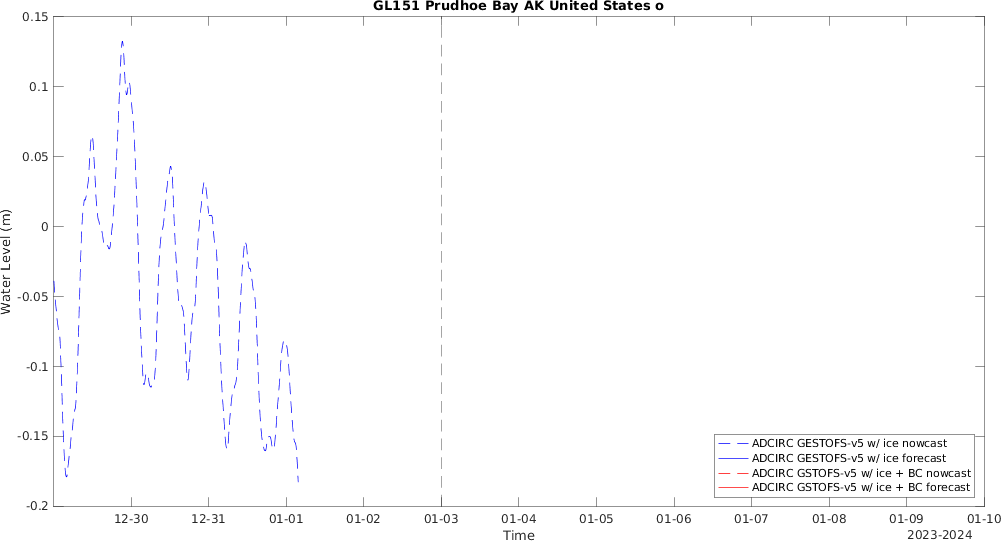 GL151 Prudhoe Bay AK United States o
0.15
0.1
0.05
0
-0.05
-0.1
-0.15
-0.2
Water Level (m)
12-30 12-31 01-01 01-02 01-03 01-04 01-05 01-06 01-07 01-08 01-09 01-10
Time
2023-2024
ADCIRC GESTOFS-v5 w/ ice nowcast
ADCIRC GESTOFS-v5 w/ ice forecast
ADCIRC GSTOFS-v5 w/ ice + BC nowcast
ADCIRC GSTOFS-v5 w/ ice + BC forecast